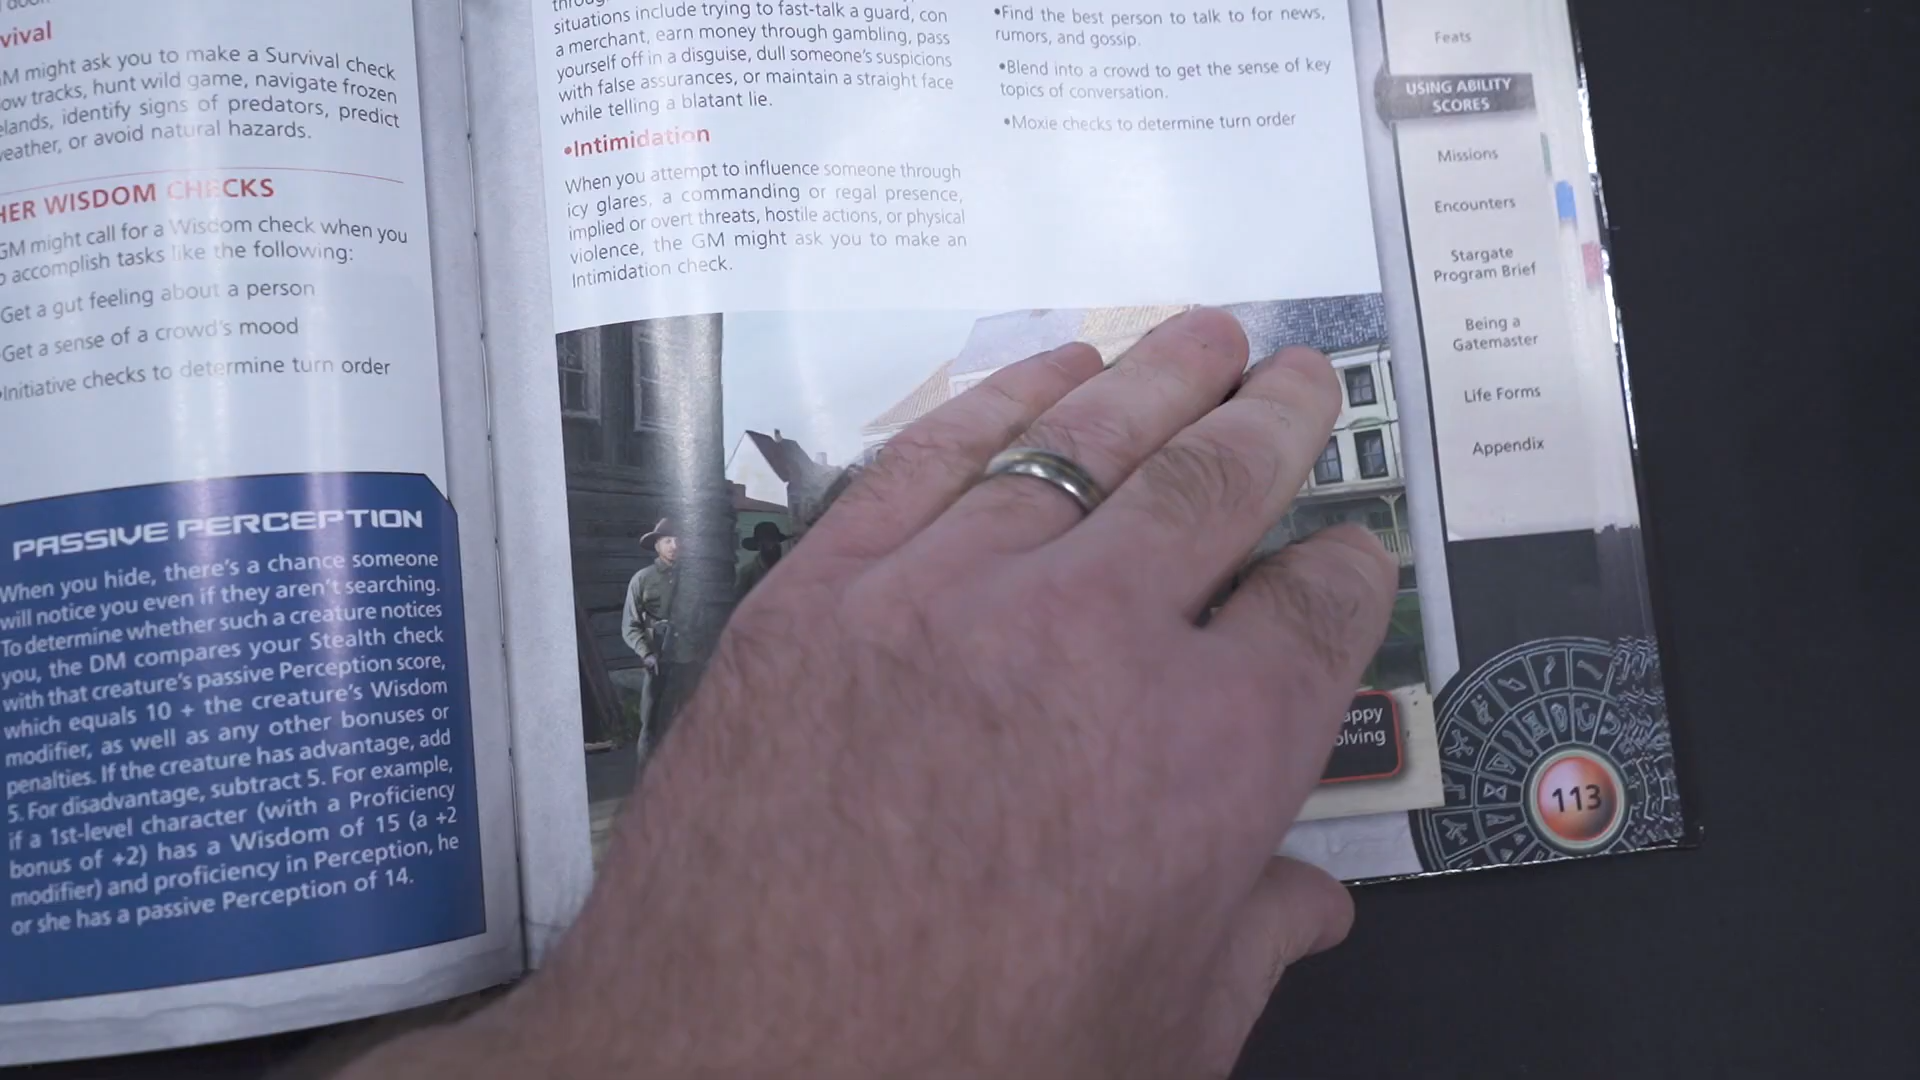 vival
M might ask you to make a Survival check
ow tracks, hunt wild game, navigate frozen
elands, identify signs of predators, predict
eather, or avoid natural hazards.
HER WISDOM CHECKS
GM might call for a Wisdom check when you
o accomplish tasks like the following:
Get a gut feeling about a person
Get a sense of a crowd's mood
Initiative checks to determine turn order
PASSIVE PERCEPTION
When you hide, there's a chance someone
will notice you even if they aren't searching.
To determine whether such a creature notices
you, the DM compares your Stealth check
with that creature's passive Perception score,
which equals 10 + the creature's Wisdom
modifier, as well as any other bonuses or
penalties. If the creature has advantage, add
5. For disadvantage, subtract 5. For example,
if a 1st-level character (with a Proficiency
bonus of +2) has a Wisdom of 15 (a +2
modifier) and proficiency in Perception, he
or she has a passive Perception of 14.
situations include trying to fast-talk a guard, con
a merchant, earn money through gambling, pass
yourself off in a disguise, dull someone's suspicions
with false assurances, or maintain a straight face
while telling a blatant lie.
•Intimidation
When you attempt to influence someone through
icy glares, a commanding or regal presence,
implied or overt threats, hostile actions, or physical
violence, the GM might ask you to make an
Intimidation check.
•Find the best person to talk to for news,
rumors, and gossip.
•Blend into a crowd to get the sense of key
topics of conversation.
•Moxie checks to determine turn order
appy
olving
Feats
USING ABILITY
SCORES
Missions
Encounters
Stargate
Program Brief
Being a
Gatemaster
Life Forms
Appendix
113